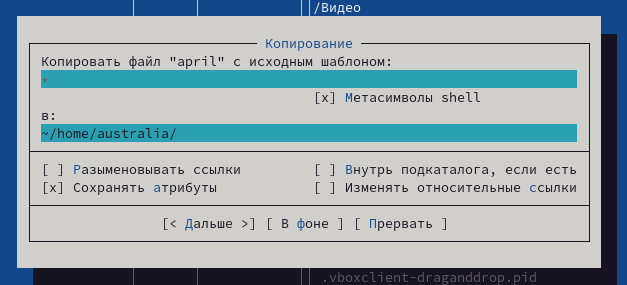 /Видео
Копирование
Копировать файл "april" с исходным шаблоном:
*
[x] Метасимволы shell
в:
~/home/australia/
[ ] Разыменовывать ссылки [ ] Внутрь подкаталога, если есть
[x] Сохранять атрибуты [ ] Изменять относительные ссылки
[< Дальше >] [ В фоне ] [ Прервать ]
.vboxclient-draganddrop.pid